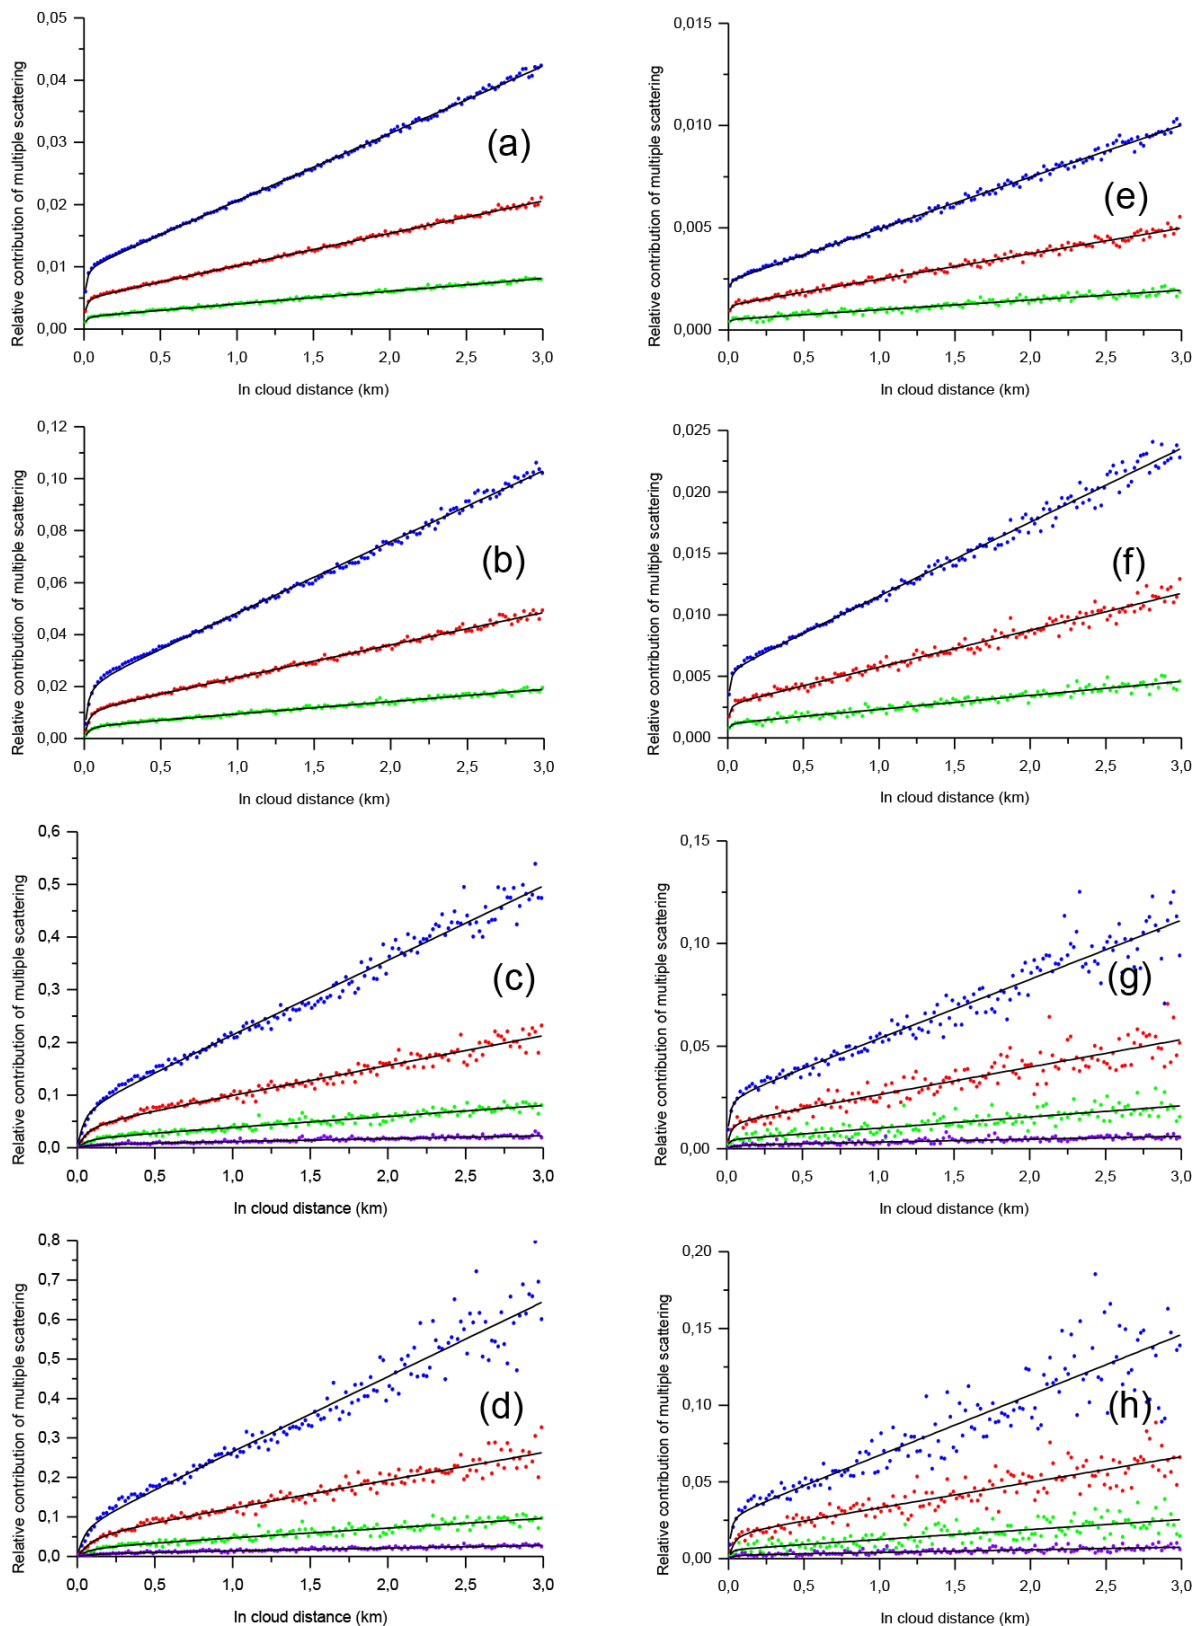 Relative contribution of multiple scattering
0,05
0,04
0,03
0,02
0,01
0,00
(a)
0,0 0,5 1,0 1,5 2,0 2,5 3,0
In cloud distance (km)
Relative contribution of multiple scattering
0,015
0,010
0,005
0,000
(e)
0,0 0,5 1,0 1,5 2,0 2,5 3,0
In cloud distance (km)
Relative contribution of multiple scattering
0,12
0,10
0,08
0,06
0,04
0,02
0,00
(b)
0,0 0,5 1,0 1,5 2,0 2,5 3,0
In cloud distance (km)
Relative contribution of multiple scattering
0,025
0,020
0,015
0,010
0,005
0,000
(f)
0,0 0,5 1,0 1,5 2,0 2,5 3,0
In cloud distance (km)
Relative contribution of multiple scattering
0,6
0,5
0,4
0,3
0,2
0,1
0,0
(c)
0,0 0,5 1,0 1,5 2,0 2,5 3,0
In cloud distance (km)
Relative contribution of multiple scattering
0,15
0,10
0,05
0,00
(g)
0,0 0,5 1,0 1,5 2,0 2,5 3,0
In cloud distance (km)
Relative contribution of multiple scattering
0,8
0,7
0,6
0,5
0,4
0,3
0,2
0,1
0,0
(d)
0,0 0,5 1,0 1,5 2,0 2,5 3,0
In cloud distance (km)
Relative contribution of multiple scattering
0,20
0,15
0,10
0,05
0,00
(h)
0,0 0,5 1,0 1,5 2,0 2,5 3,0
In cloud distance (km)